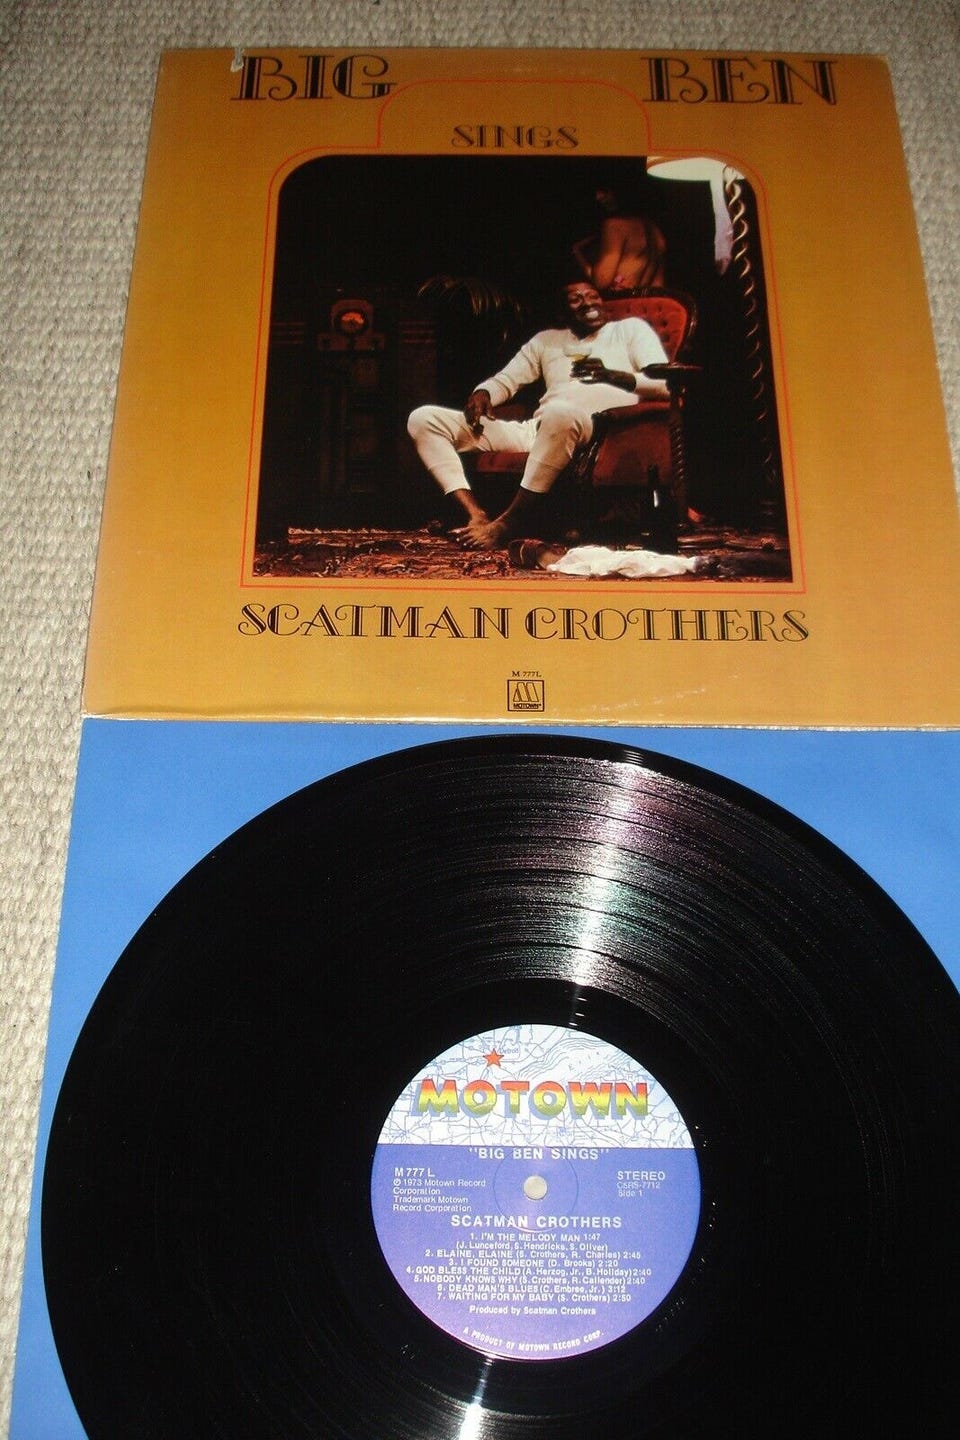 BIG BEN
SINGS
SCATMAN CROTHERS
M 777L
M
MOTOWN
Detroit
MOTOWN
"BIG BEN SINGS"
M 777 L
℗ 1973 Motown Record
Corporation
Trademark Motown
Record Corporation
STEREO
Side 1
SCATMAN CROTHERS
1. I'M THE MELODY MAN 1:47
(J. Lunceford, S. Hendricks, S. Oliver)
2. ELAINE, ELAINE (S. Crothers, R. Charles) 2:45
3. I FOUND SOMEONE (D. Brooks) 2:20
4. GOD BLESS THE CHILD (A. Herzog, Jr., B. Holiday) 2:40
5. NOBODY KNOWS WHY (S. Crothers, R. Callender) 2:40
6. DEAD MAN'S BLUES (C. Embree, Jr.) 3:12
7. WAITING FOR MY BABY (S. Crothers) 2:50
Produced by Scatman Crothers
A PRODUCT OF MOTOWN RECORD CORP.